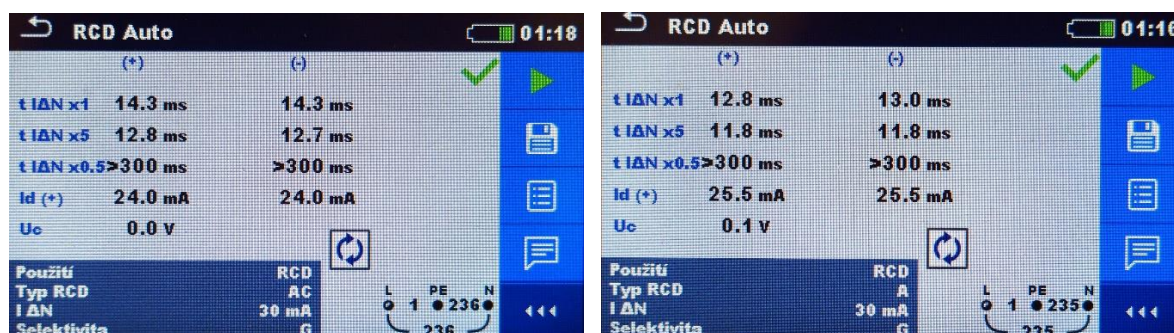 RCD Auto 01:18
(+) (-)
t IΔN x1 14.3 ms 14.3 ms
t IΔN x5 12.8 ms 12.7 ms
t IΔN x0.5 >300 ms >300 ms
Id (+) 24.0 mA 24.0 mA
Uc 0.0 V
Použití RCD
Typ RCD AC
I ΔN 30 mA
Selektivita G
L PE N
1 236
236
RCD Auto 01:16
(+) (-)
t IΔN x1 12.8 ms 13.0 ms
t IΔN x5 11.8 ms 11.8 ms
t IΔN x0.5 >300 ms >300 ms
Id (+) 25.5 mA 25.5 mA
Uc 0.1 V
Použití RCD
Typ RCD A
I ΔN 30 mA
Selektivita G
L PE N
1 235